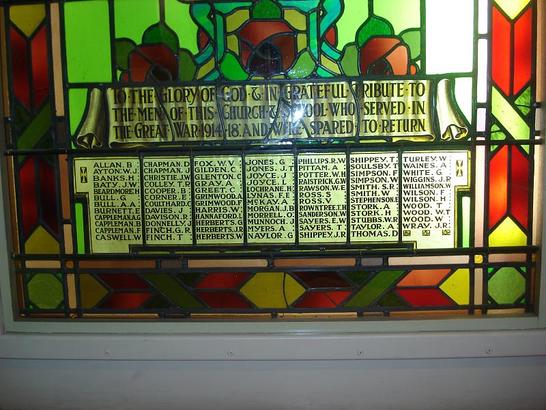 TO THE GLORY OF GOD & IN GRATEFUL TRIBUTE TO
THE MEN OF THIS CHURCH & SCHOOL WHO SERVED IN
THE GREAT WAR 1914-18. AND WERE SPARED TO RETURN
ALLAN. B
AYTON. W.J
BANKS. H
BATY. J.W
BEARDMORE T.H
BULL. G
BULL. A.A
BURNETT. E
CAPPLEMAN.
CAPPLEMAN.
CAPPLEMAN. F
CASWELL. W
CHAPMAN. D
CHAPMAN. J
CHRISTIE. J.W
COLLEY. T.R
COOPER. B
CORNER. E
COULTHARD.
DAVIES. J
DAVISON. R
DONNELLY. J
FINCH. G.R
FINCH. T
FOX. W.V
GILDEN. C
GLENTON. C
GRAY. A
GREET. C
GRIMWOOD.
GRIMWOOD. F
HARRIS. W
HANNAFORD.
HERBERT. G
HERBERTS. J
HERBERTS. J.R
JONES. G
JONES. J.T
JOYCE. J
JOYCE. F
LOCHRANE. H
LYNAS. F.E
McKAY. A
MORGAN. J.B
MORRELL. O
MUNNOCH. J
MYERS. A
NAYLOR. G
PHILLIPS. R.W
PITTAM. A
POTTER. W.H
RAISTRICK. G.W
RAWSON. W.E
ROSS. S
ROSS. V
ROWNTREE. T.H
SANDERSON.
SAYERS. E.W
SAYERS. T
SHIPPEY. J.R
SHIPPEY. T
SOULSBY. T
SIMPSON. F
SIMPSON. W
SMITH. S.R
SMITH. W
STEPHENSON.
STORK. A
STORK. H
STUBBS. W.R
TAYLOR. A
THOMAS. D
TURLEY. W
WAINES. A
WHITE. G
WIGGINS. J.R
WILLIAMSON. W
WILSON. F
WILSON. H
WOOD. T
WOOD. W.T
WOOD. W
WRAY. J.R